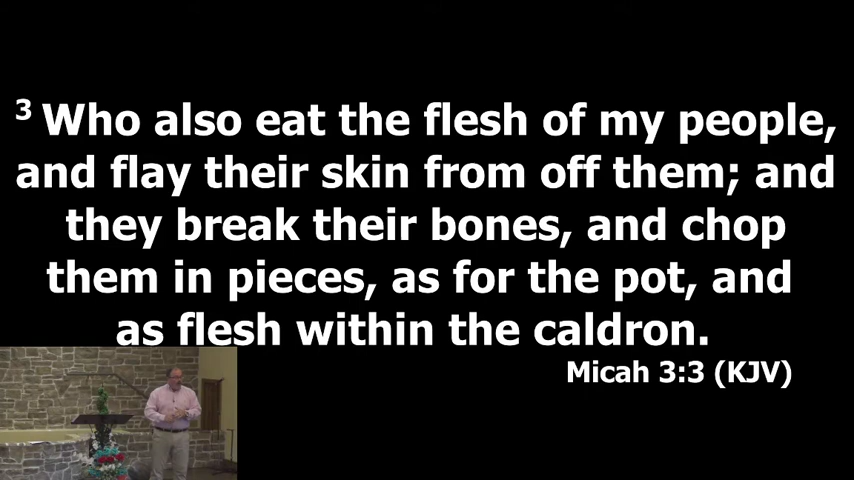 3 Who also eat the flesh of my people,
and flay their skin from off them; and
they break their bones, and chop
them in pieces, as for the pot, and
as flesh within the caldron.
Micah 3:3 (KJV)